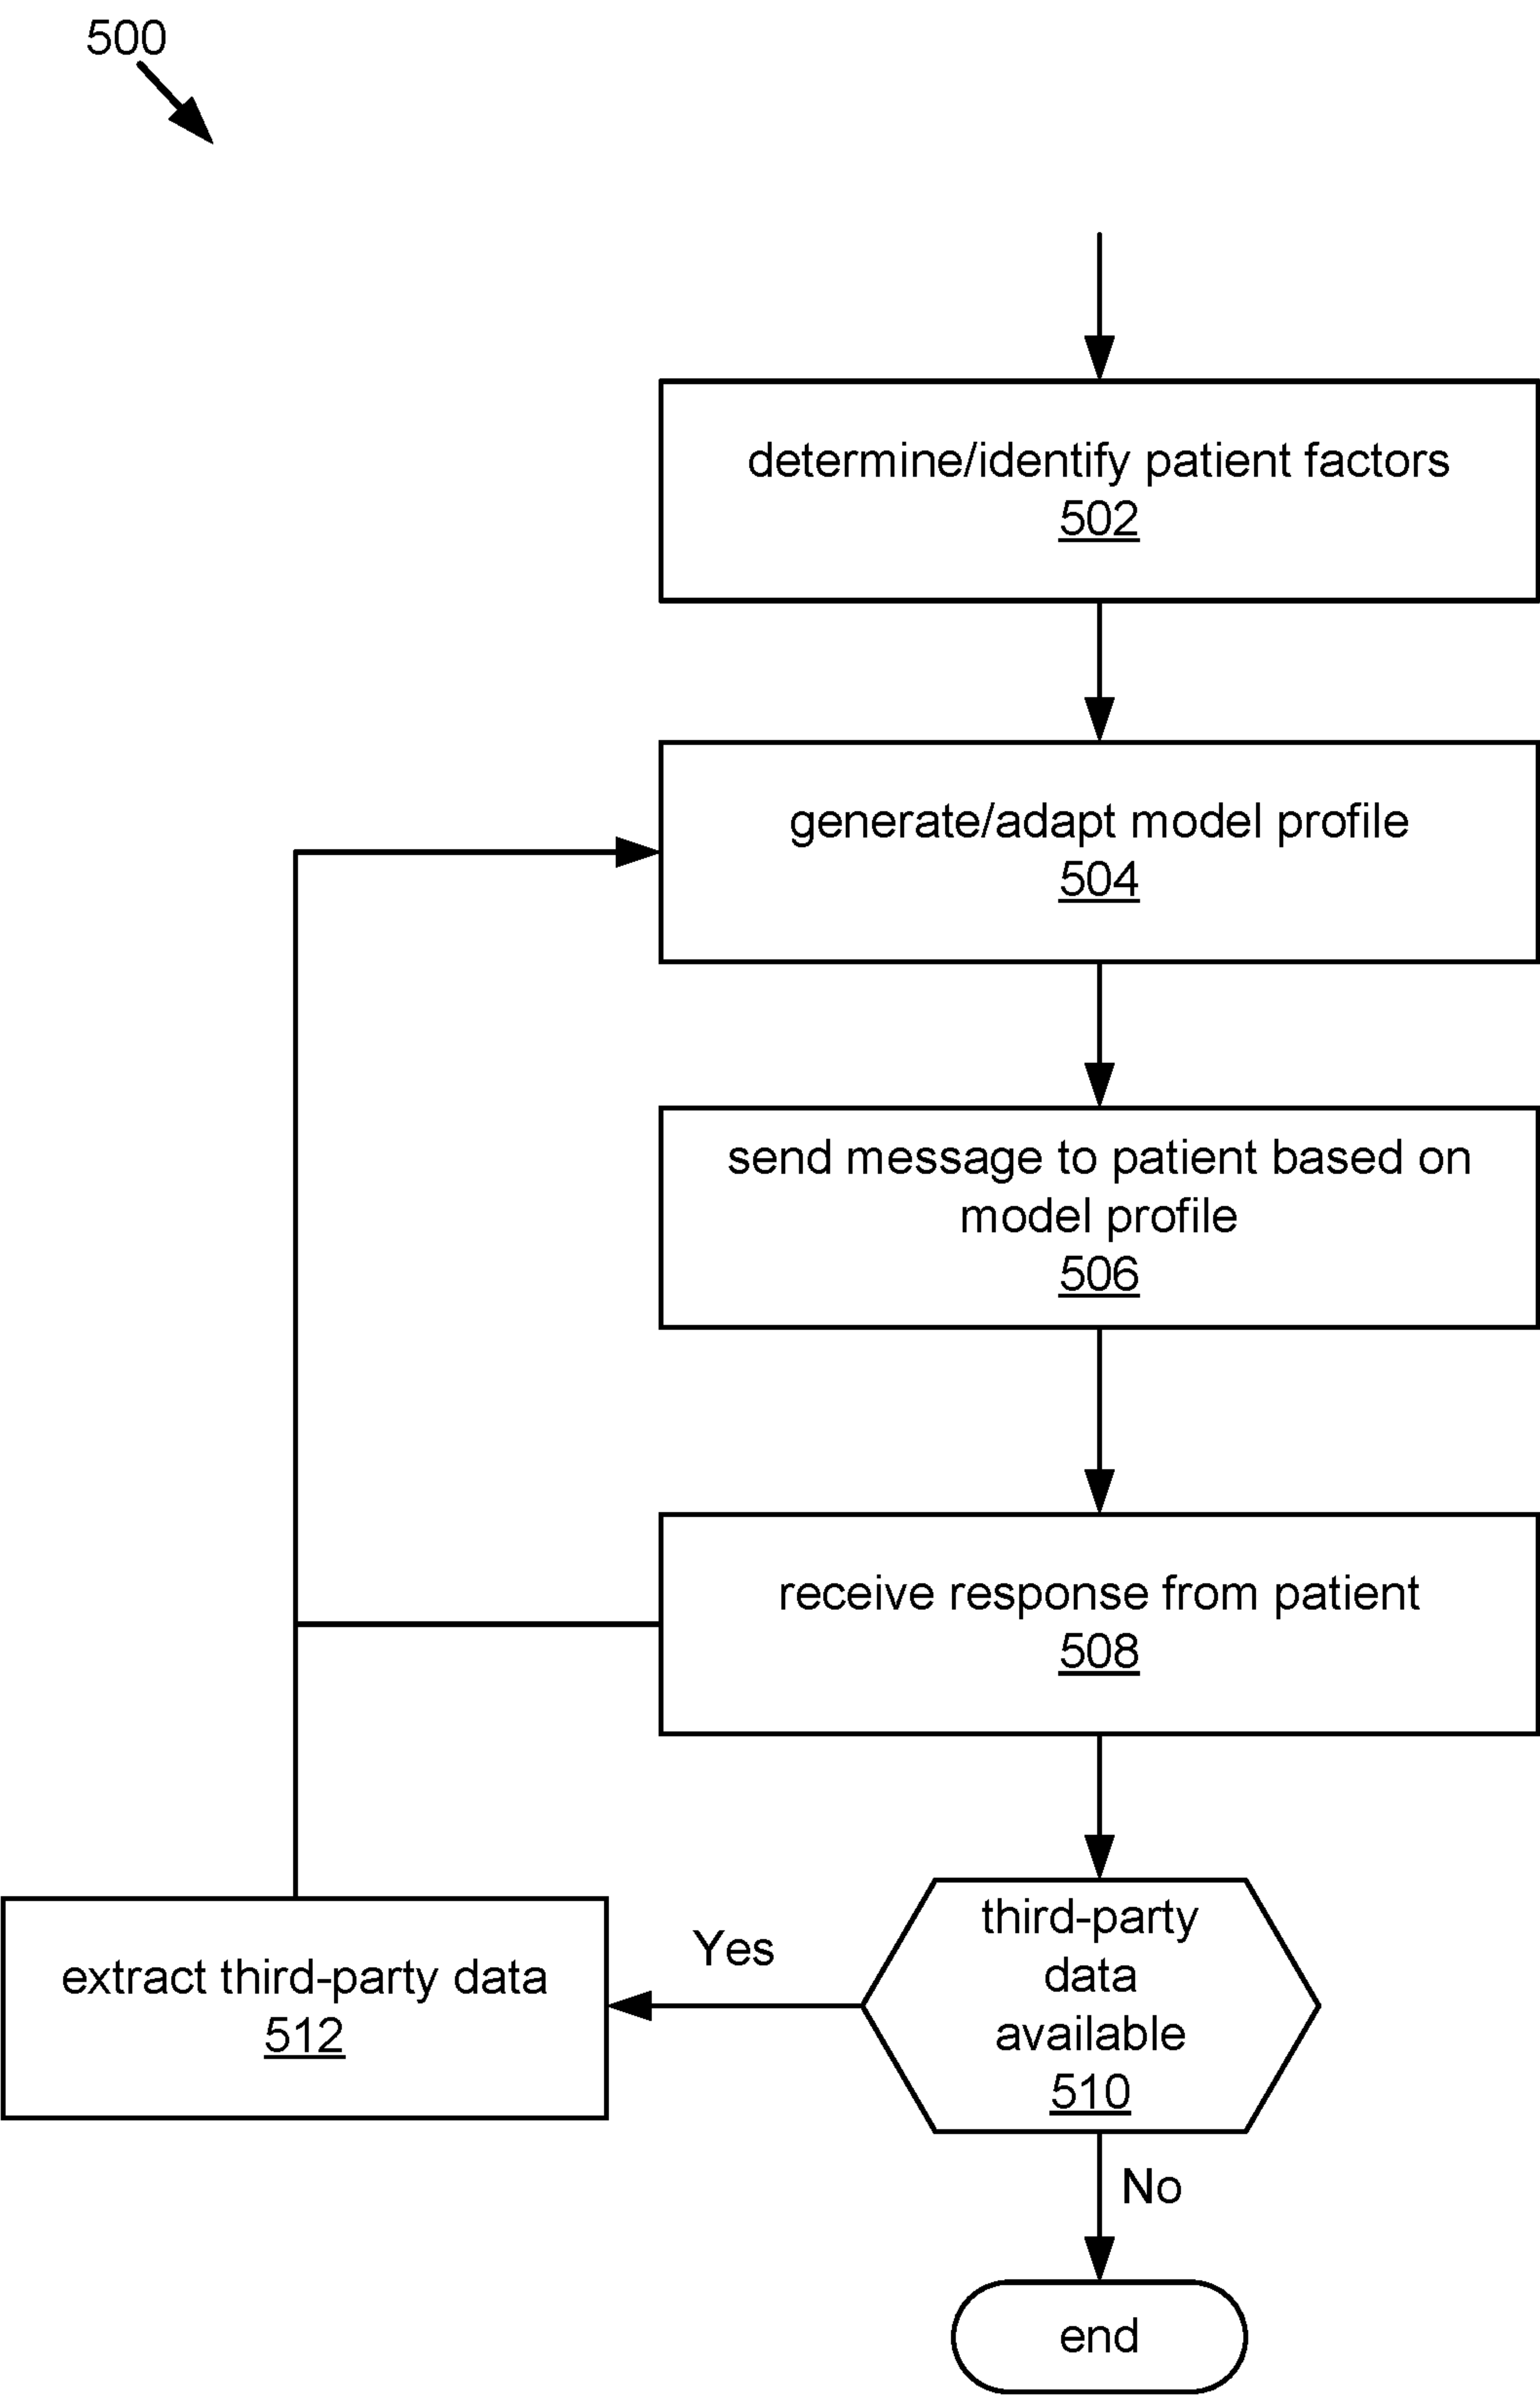 500
determine/identify patient factors
502
generate/adapt model profile
504
send message to patient based on
model profile
506
receive response from patient
508
third-party
data
available
510
Yes
extract third-party data
512
No
end